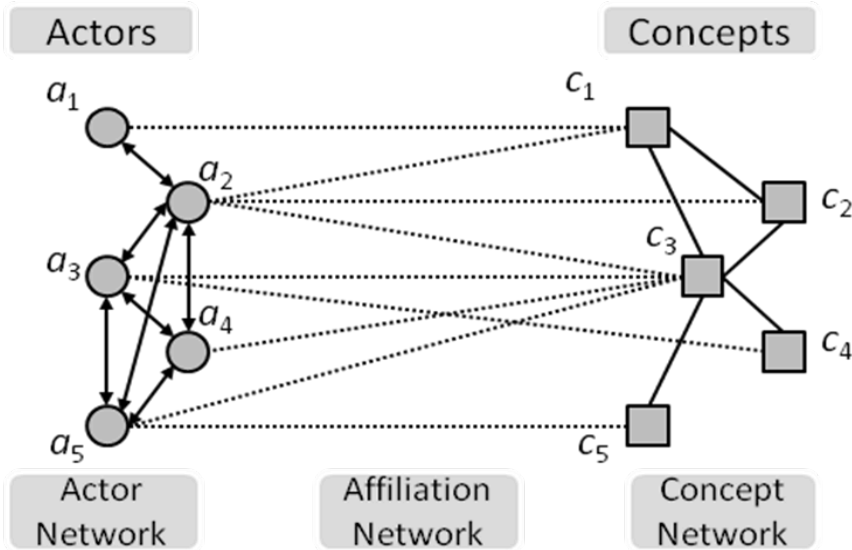 Actors
Concepts
a1
c1
a2
c2
c3
a3
a4
c4
a5
c5
Actor
Network
Affiliation
Network
Concept
Network